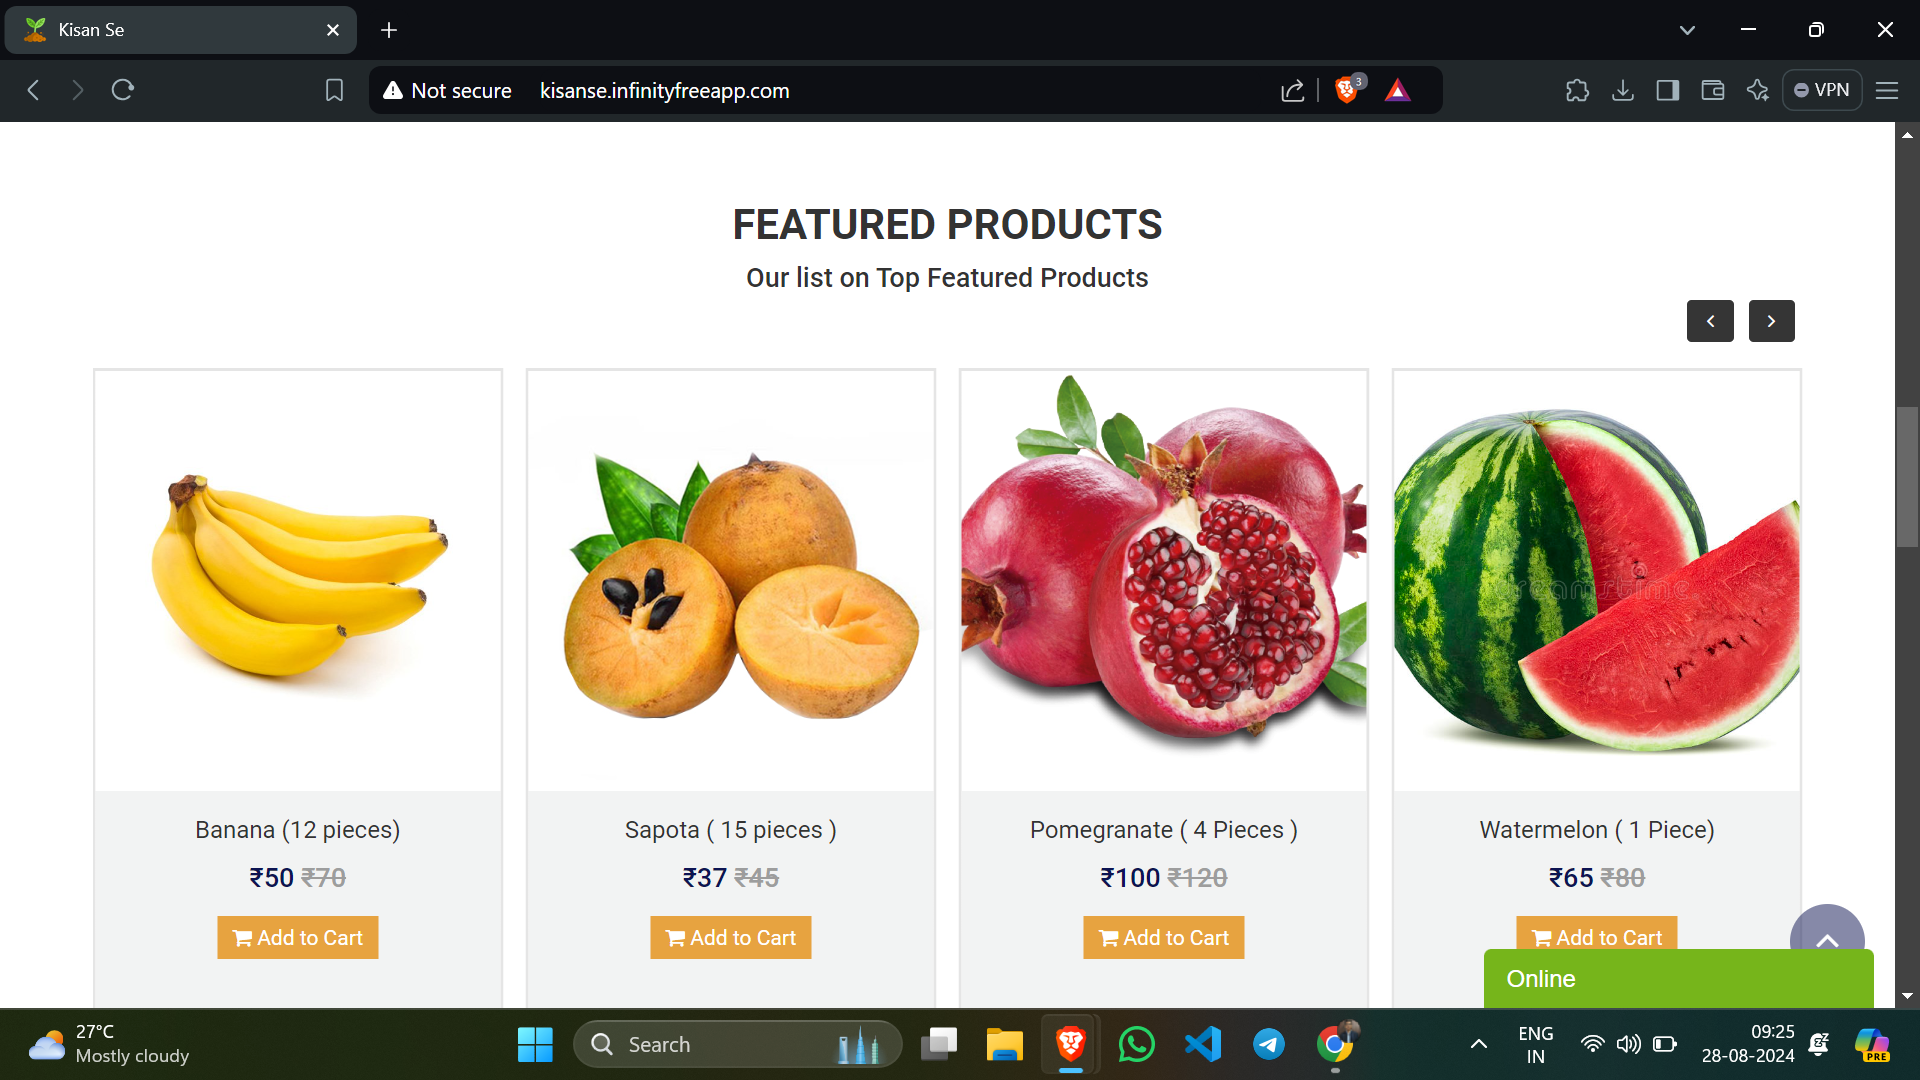 Kisan Se
Not secure kisanse.infinityfreeapp.com
3
VPN
FEATURED PRODUCTS
Our list on Top Featured Products
dreamstime
Banana (12 pieces)
₹50 ₹70
Add to Cart
Sapota ( 15 pieces )
₹37 ₹45
Add to Cart
Pomegranate ( 4 Pieces )
₹100 ₹120
Add to Cart
Watermelon ( 1 Piece)
₹65 ₹80
Add to Cart
Online
27°C
Mostly cloudy
Search
ENG
IN
09:25
28-08-2024
PRE